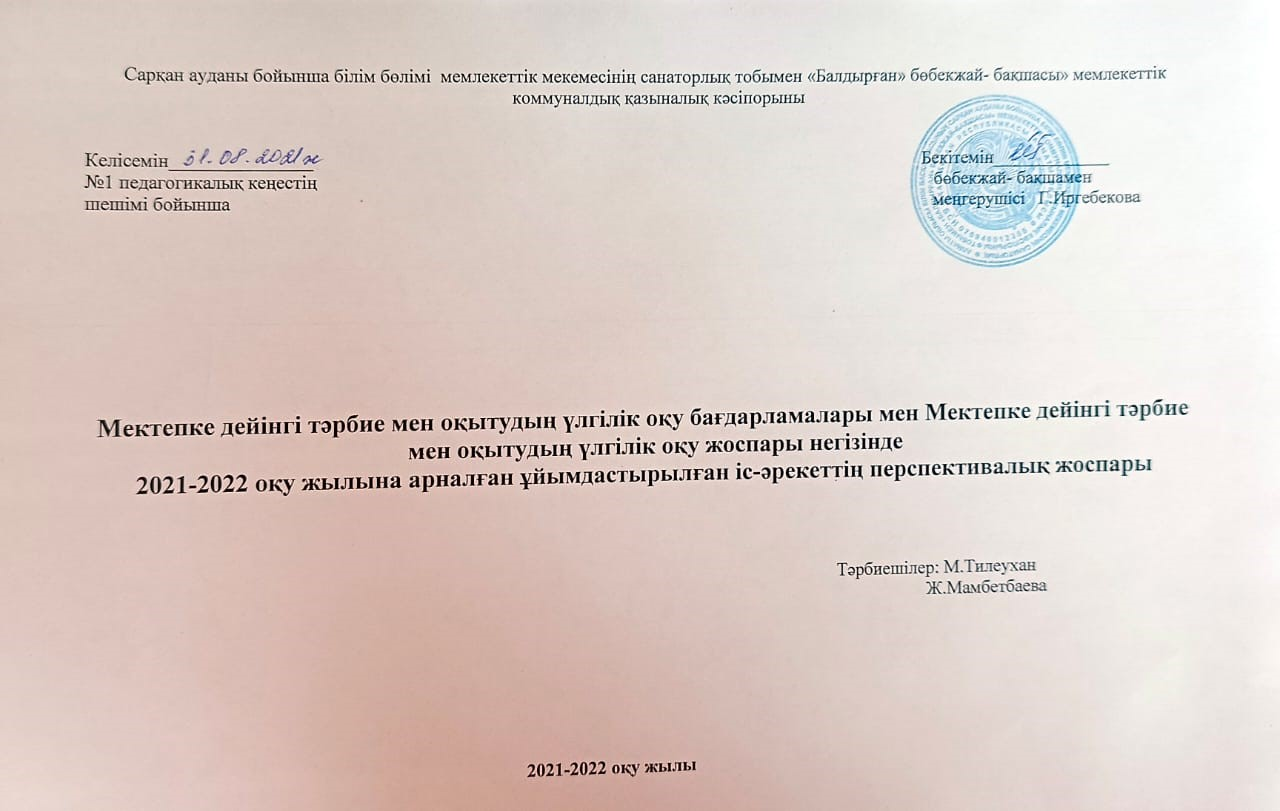 Сарқан ауданы бойынша білім бөлімі мемлекеттік мекемесінің санаторлық тобымен «Балдырған» бөбекжай- бақшасы» мемлекеттік
коммуналдық қазыналық кәсіпорыны
Келісемін 31.08.2021ж
№1 педагогикалық кеңестің
шешімі бойынша
Бекітемін
бөбекжай- бақшамен
меңгерушісі Г.Иргебекова
Мектепке дейінгі тәрбие мен оқытудың үлгілік оқу бағдарламалары мен Мектепке дейінгі тәрбие
мен оқытудың үлгілік оқу жоспары негізінде
2021-2022 оқу жылына арналған ұйымдастырылған іс-әрекеттің перспективалық жоспары
Тәрбиешілер: М.Тилеухан
Ж.Мамбетбаева
2021-2022 оқу жылы